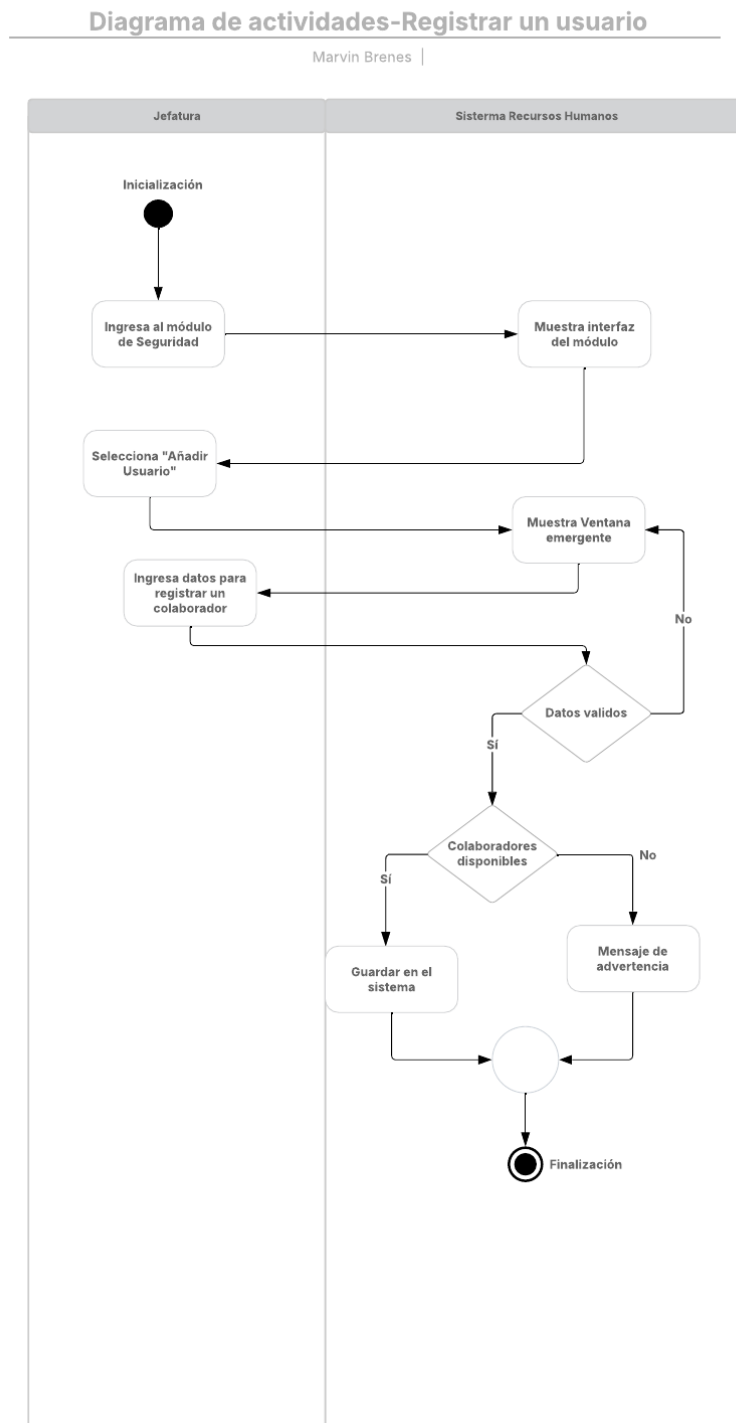 Diagrama de actividades-Registrar un usuario
Marvin Brenes |
Jefatura
Sisterma Recursos Humanos
Inicialización
Ingresa al módulo
de Seguridad
Muestra interfaz
del módulo
Selecciona "Añadir
Usuario"
Muestra Ventana
emergente
Ingresa datos para
registrar un
colaborador
No
Datos validos
Sí
Colaboradores
disponibles
No
Sí
Mensaje de
advertencia
Guardar en el
sistema
Finalización